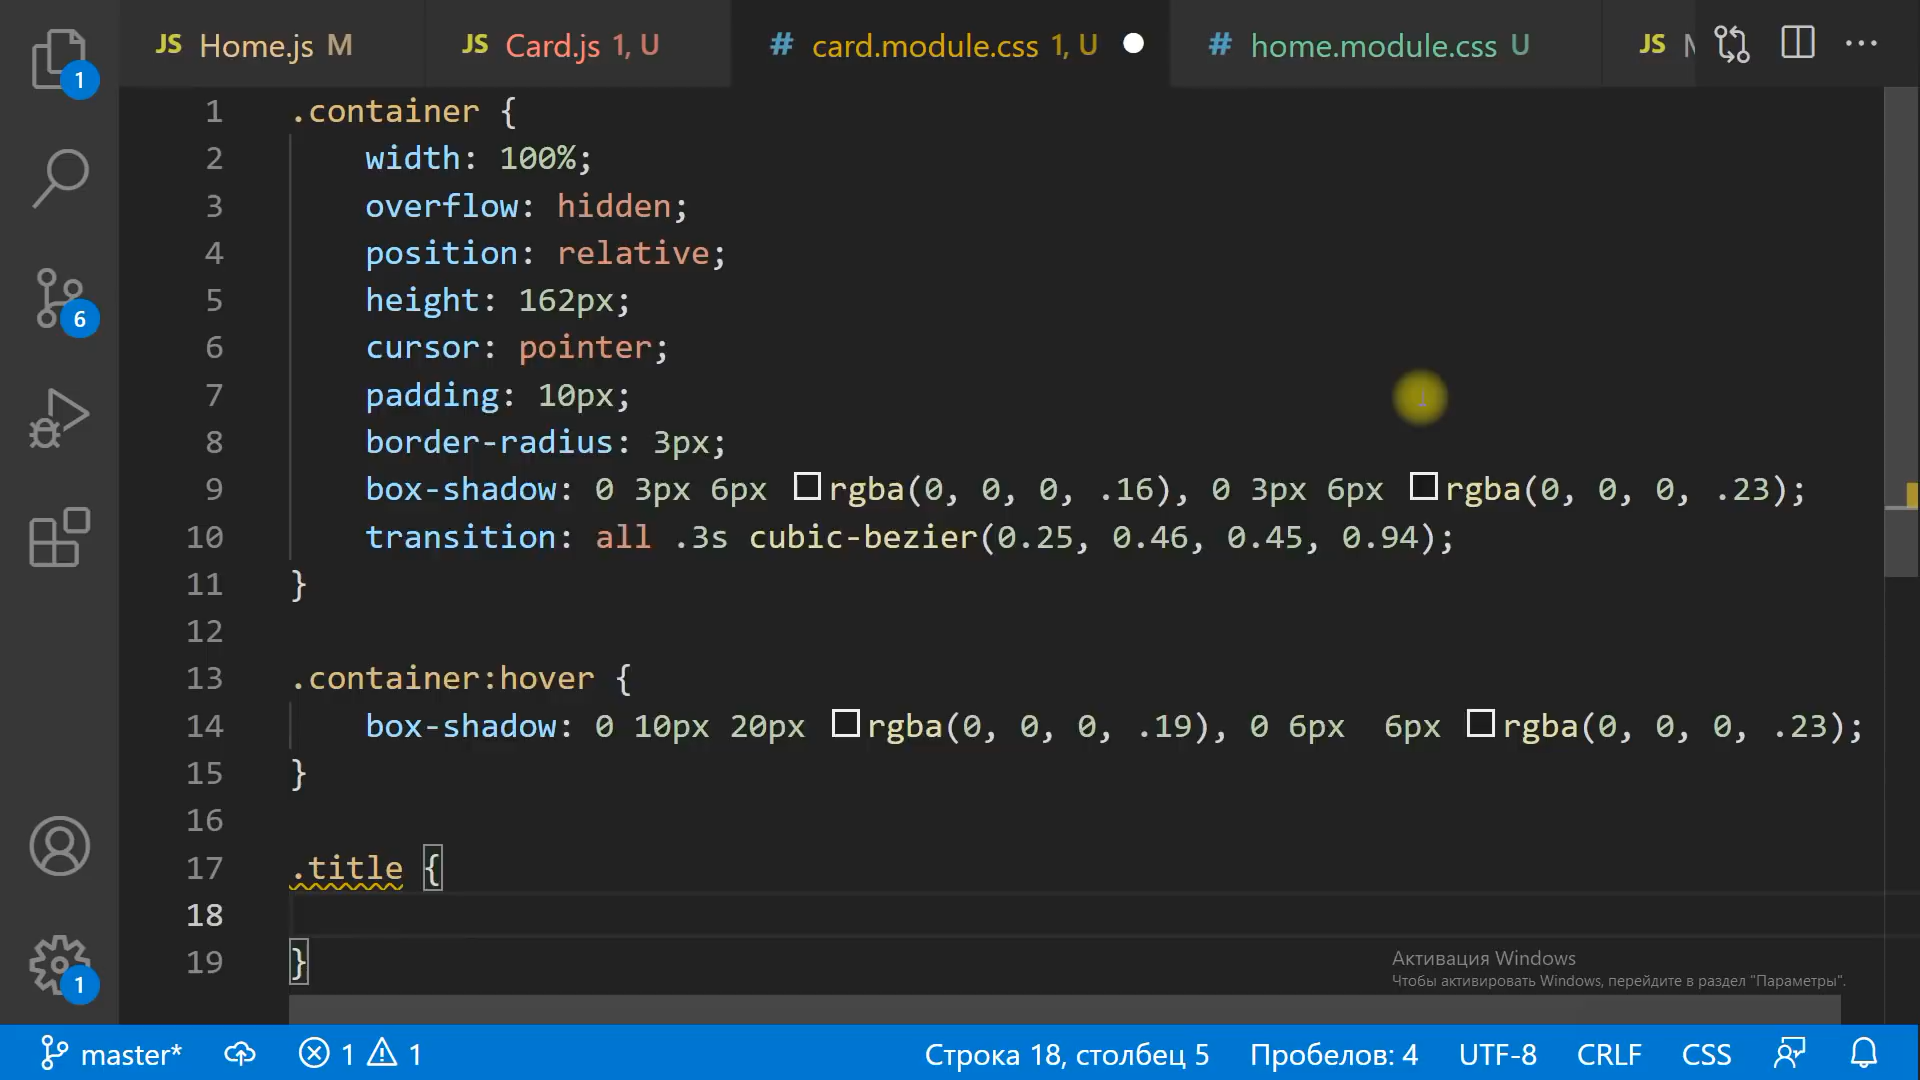 JS Home.js M JS Card.js 1, U # card.module.css 1, U # home.module.css U JS
1
1 .container {
2 width: 100%;
3 overflow: hidden;
4 position: relative;
5 height: 162px;
6 cursor: pointer;
7 padding: 10px;
8 border-radius: 3px;
9 box-shadow: 0 3px 6px rgba(0, 0, 0, .16), 0 3px 6px rgba(0, 0, 0, .23);
10 transition: all .3s cubic-bezier(0.25, 0.46, 0.45, 0.94);
11 }
12
13 .container:hover {
14 box-shadow: 0 10px 20px rgba(0, 0, 0, .19), 0 6px  6px rgba(0, 0, 0, .23);
15 }
16
17 .title {
18
19 }
6
1
Активация Windows
Чтобы активировать Windows, перейдите в раздел "Параметры".
master* 1 1 Строка 18, столбец 5 Пробелов: 4 UTF-8 CRLF CSS